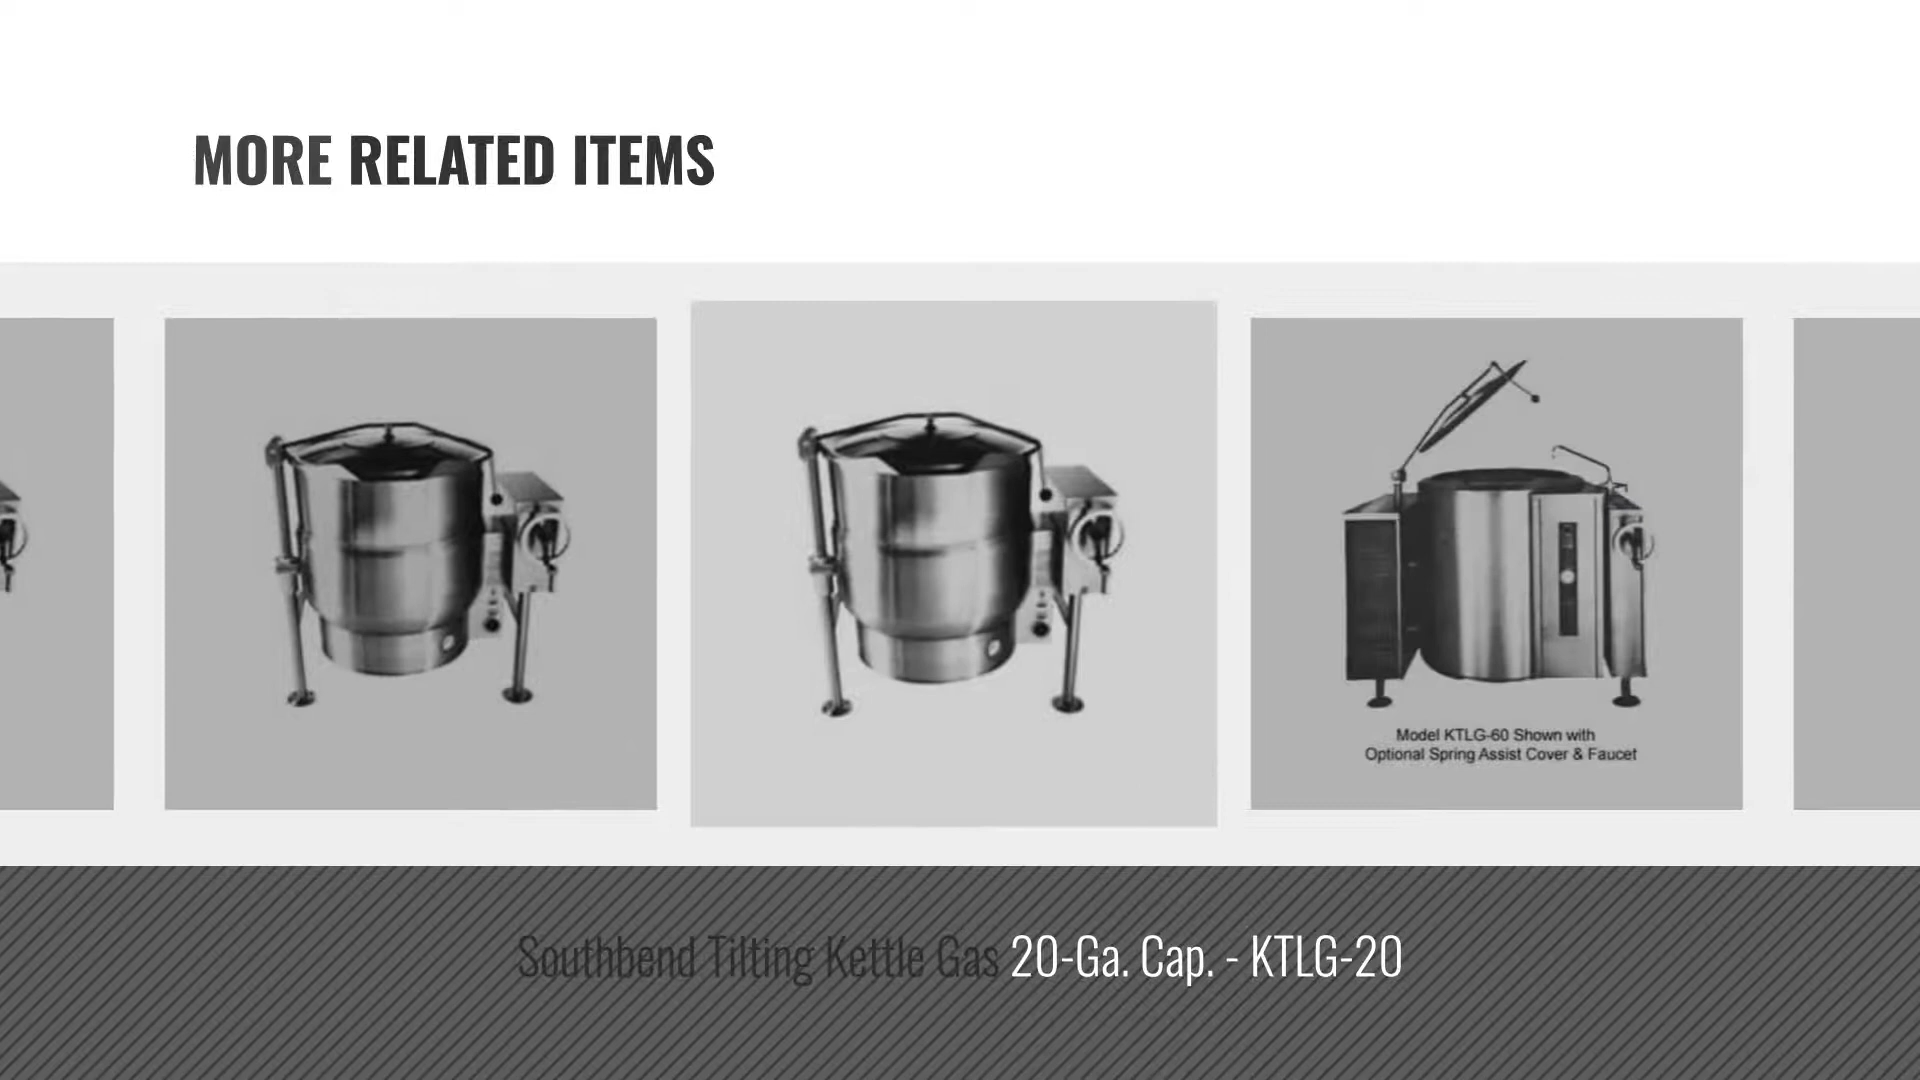 MORE RELATED ITEMS
Model KTLG-60 Shown with
Optional Spring Assist Cover & Faucet
Southbend Tilting Kettle Gas 20-Ga. Cap. - KTLG-20